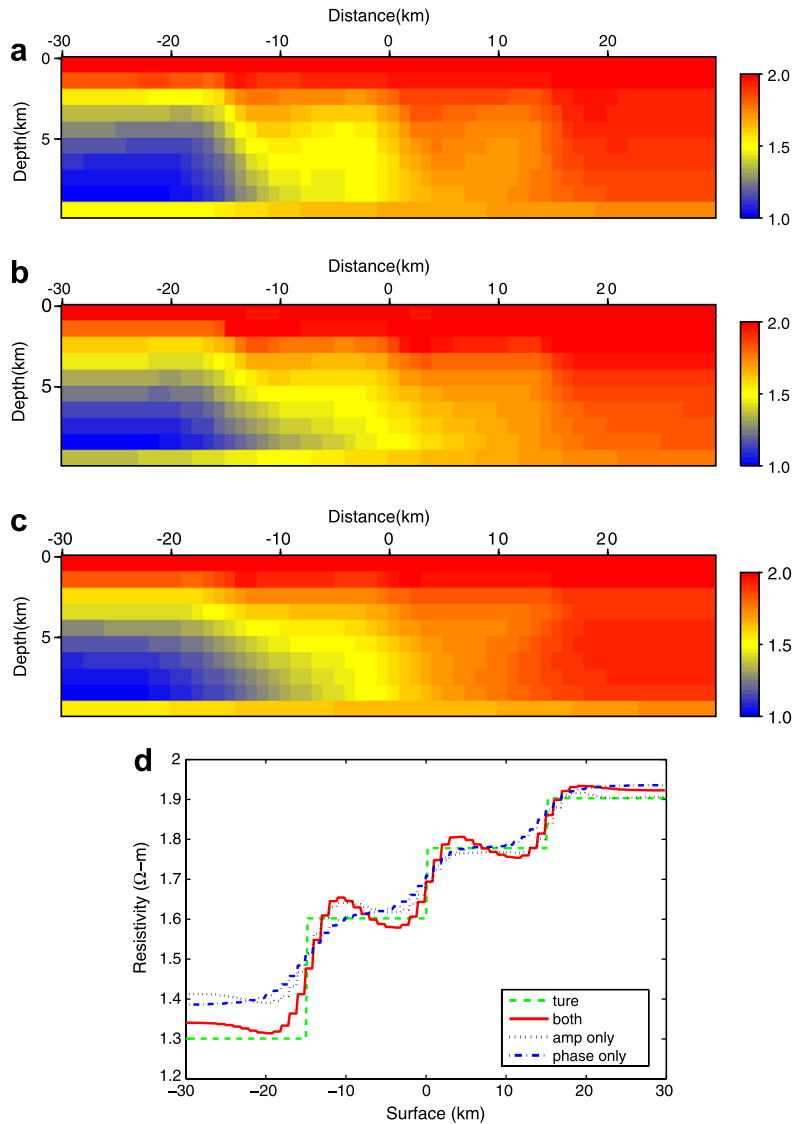 Distance(km)
a
-30 -20 -10 0 10 20
0
5
Depth(km)
2.0
1.5
1.0
Distance(km)
b
-30 -20 -10 0 10 20
0
5
Depth(km)
2.0
1.5
1.0
Distance(km)
c
-30 -20 -10 0 10 20
0
5
Depth(km)
2.0
1.5
1.0
d
2
1.9
1.8
1.7
1.6
1.5
1.4
1.3
1.2
Resistivity (Ω−m)
ture
both
amp only
phase only
−30 −20 −10 0 10 20 30
Surface (km)